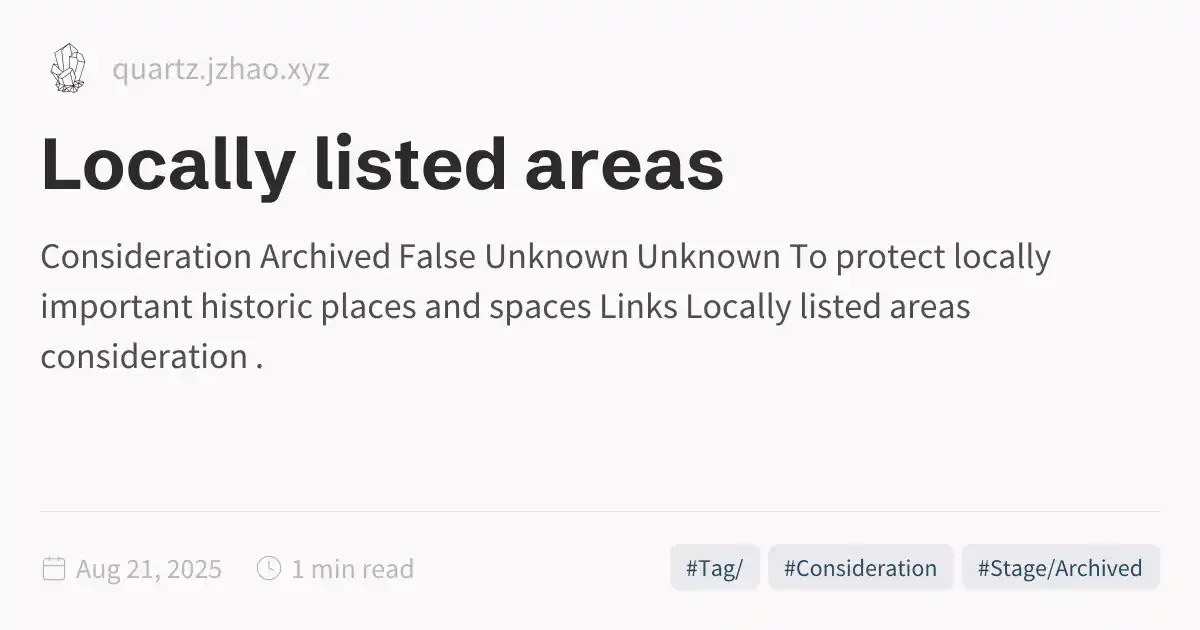 quartz.jzhao.xyz
Locally listed areas
Consideration Archived False Unknown Unknown To protect locally
important historic places and spaces Links Locally listed areas
consideration .
Aug 21, 2025 1 min read #Tag/ #Consideration #Stage/Archived